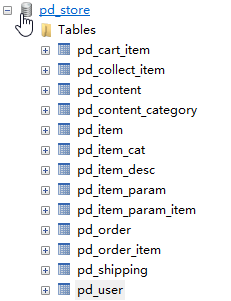 pd_store
Tables
pd_cart_item
pd_collect_item
pd_content
pd_content_category
pd_item
pd_item_cat
pd_item_desc
pd_item_param
pd_item_param_item
pd_order
pd_order_item
pd_shipping
pd_user